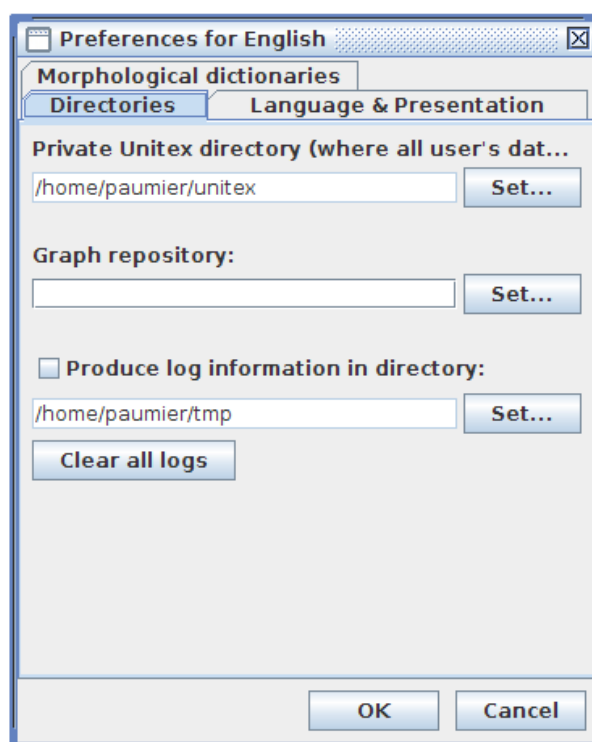 Preferences for English
Morphological dictionaries
Directories Language & Presentation
Private Unitex directory (where all user's dat...
/home/paumier/unitex Set...
Graph repository:
Set...
Produce log information in directory:
/home/paumier/tmp Set...
Clear all logs
OK Cancel